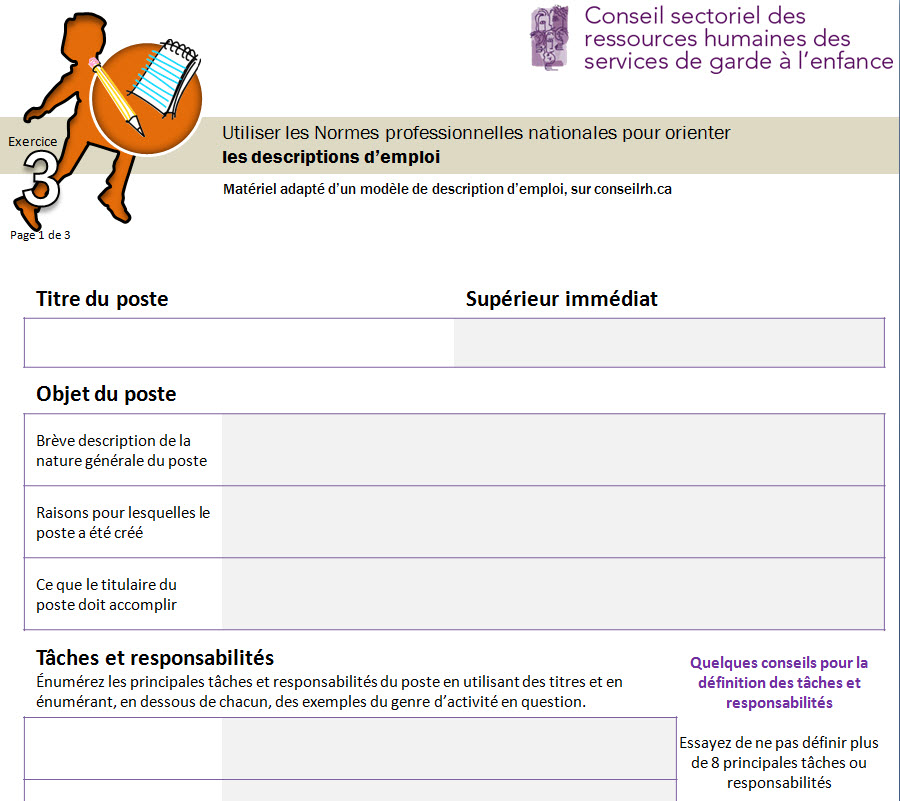 Conseil sectoriel des
ressources humaines des
services de garde à l’enfance
Exercice
3
Page 1 de 3
Utiliser les Normes professionnelles nationales pour orienter
les descriptions d’emploi
Matériel adapté d’un modèle de description d’emploi, sur conseilrh.ca
Titre du poste
Supérieur immédiat
Objet du poste
Brève description de la
nature générale du poste
Raisons pour lesquelles le
poste a été créé
Ce que le titulaire du
poste doit accomplir
Tâches et responsabilités
Énumérez les principales tâches et responsabilités du poste en utilisant des titres et en
énumérant, en dessous de chacun, des exemples du genre d’activité en question.
Quelques conseils pour la
définition des tâches et
responsabilités
Essayez de ne pas définir plus
de 8 principales tâches ou
responsabilités